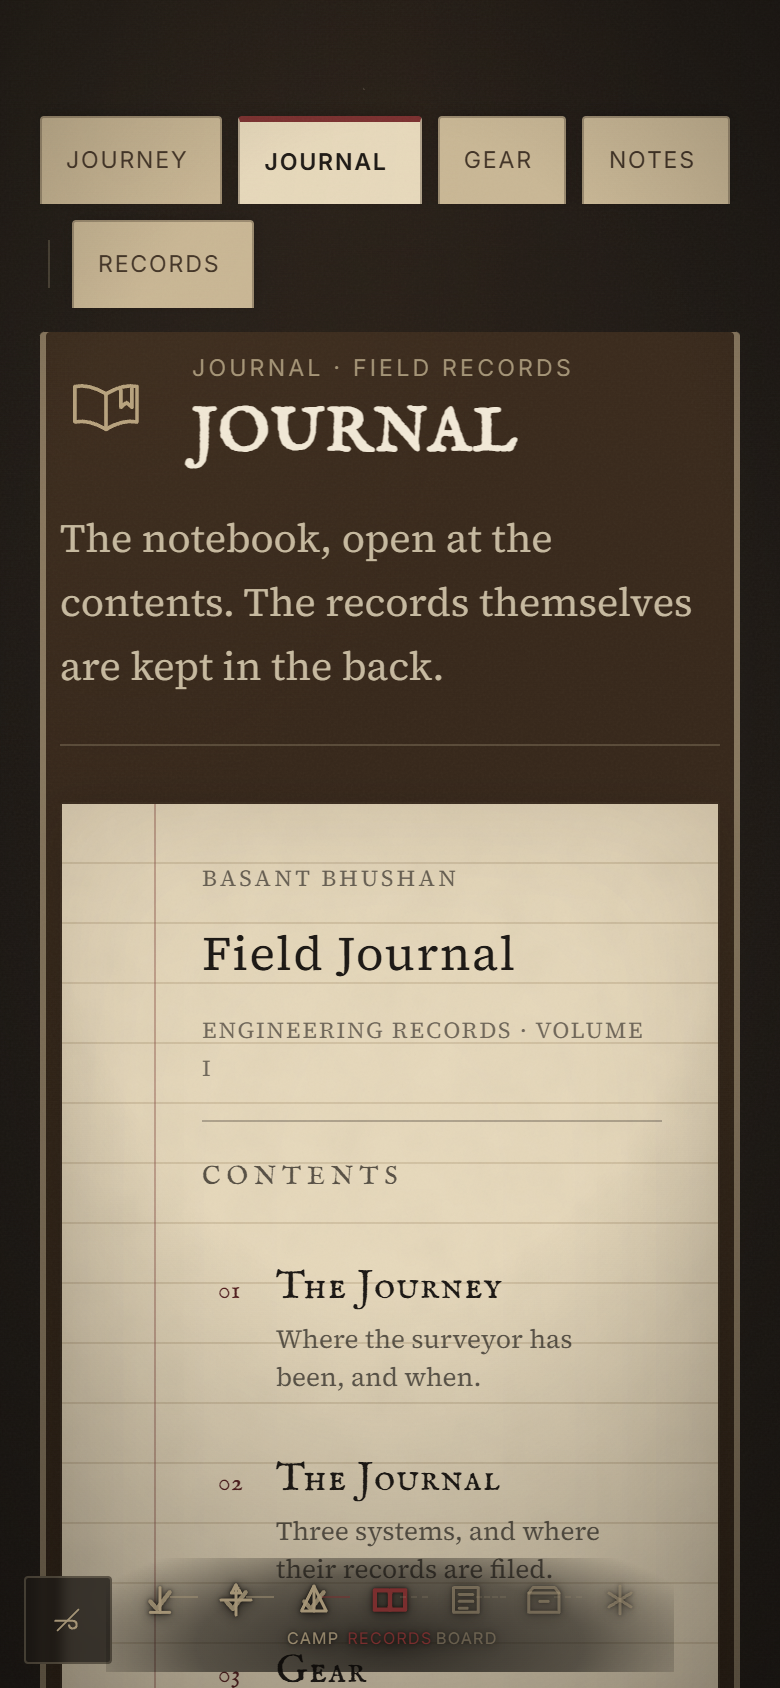 JOURNEY JOURNAL GEAR NOTES
RECORDS
JOURNAL · FIELD RECORDS
JOURNAL
The notebook, open at the
contents. The records themselves
are kept in the back.
BASANT BHUSHAN
Field Journal
ENGINEERING RECORDS · VOLUME
I
CONTENTS
01 The Journey
Where the surveyor has
been, and when.
02 The Journal
Three systems, and where
their records are filed.
CAMP RECORDS BOARD
03 Gear